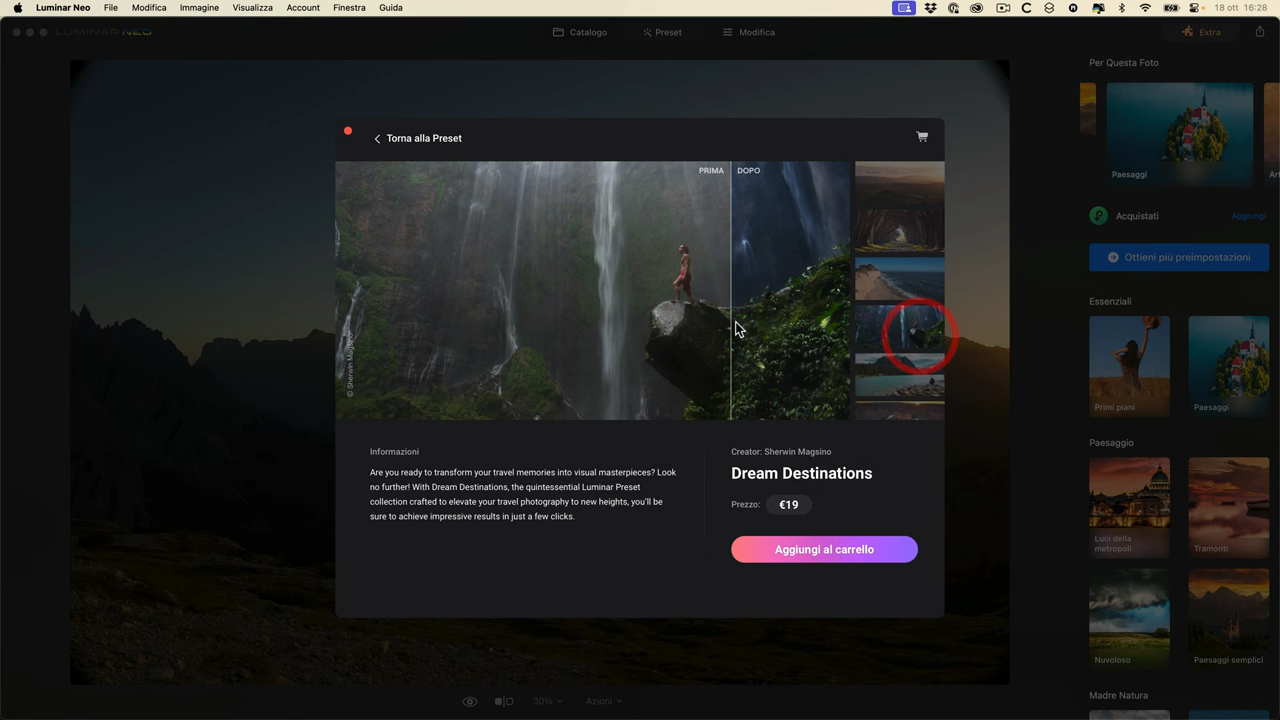 Luminar Neo File Modifica Immagine Visualizza Account Finestra Guida 18 ott 16:28
LUMINAR NEO Catalogo Preset Modifica Extra
Per Questa Foto
Paesaggi
Acquistati Aggiungi
Ottieni più preimpostazioni
Essenziali
Primi piani Paesaggi
Paesaggio
Luci della
metropoli
Tramonti
Nuvoloso Paesaggi semplici
Madre Natura
Torna alla Preset
PRIMA DOPO
© Sherwin Magsino
Informazioni
Are you ready to transform your travel memories into visual masterpieces? Look
no further! With Dream Destinations, the quintessential Luminar Preset
collection crafted to elevate your travel photography to new heights, you'll be
sure to achieve impressive results in just a few clicks.
Creator: Sherwin Magsino
Dream Destinations
Prezzo: €19
Aggiungi al carrello
30% Azioni